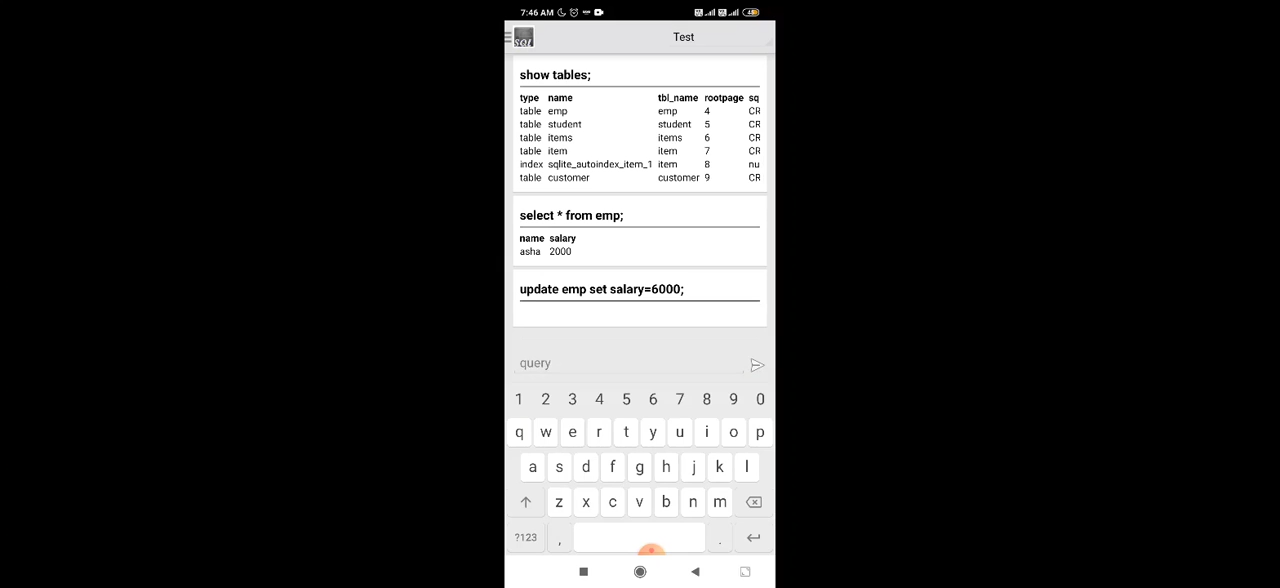 7:46 AM
48
sql
Test
show tables;
type name tbl_name rootpage sq
table emp emp 4 CR
table student student 5 CR
table items items 6 CR
table item item 7 CR
index sqlite_autoindex_item_1 item 8 nu
table customer customer 9 CR
select * from emp;
name salary
asha 2000
update emp set salary=6000;
query
1 2 3 4 5 6 7 8 9 0
q w e r t y u i o p
a s d f g h j k l
z x c v b n m
?123 , .